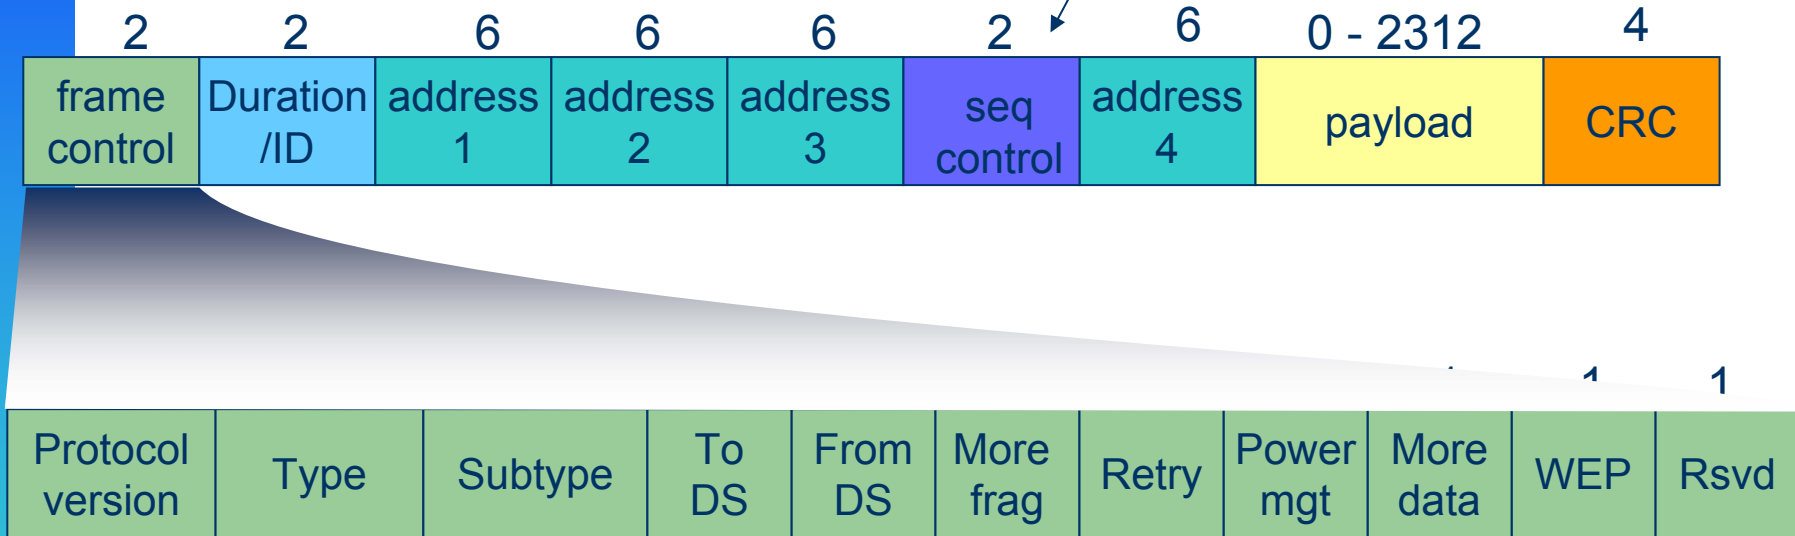 2 2 6 6 6 2 6 0 - 2312 4
frame control Duration /ID address 1 address 2 address 3 seq control address 4 payload CRC
1 1
Protocol version Type Subtype To DS From DS More frag Retry Power mgt More data WEP Rsvd